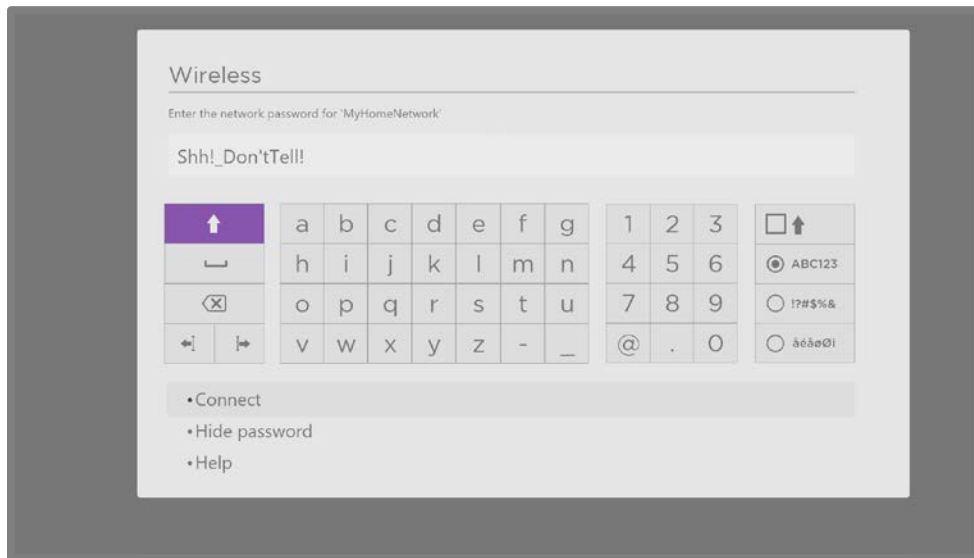 Wireless
Enter the network password for 'MyHomeNetwork'
Shh!_Don'tTell!
a b c d e f g 1 2 3
h i j k l m n 4 5 6 ABC123
o p q r s t u 7 8 9 !?#$%&
v w x y z - _ @ . 0 āéåøØi
•Connect
•Hide password
•Help